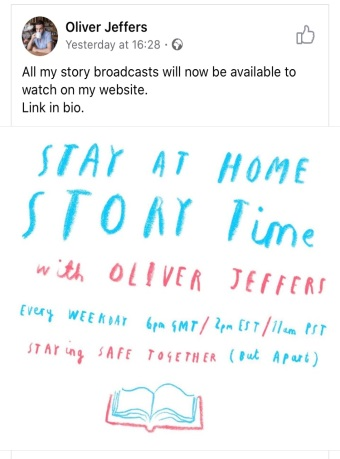 Oliver Jeffers
Yesterday at 16:28 ·
All my story broadcasts will now be available to
watch on my website.
Link in bio.
STAY AT HOME
STORY Time
with OLIVER JEFFERS
Every WEEKDAY 6pm GMT/2pm EST/11am PST
STAYing SAFE TOGETHER (but Apart)